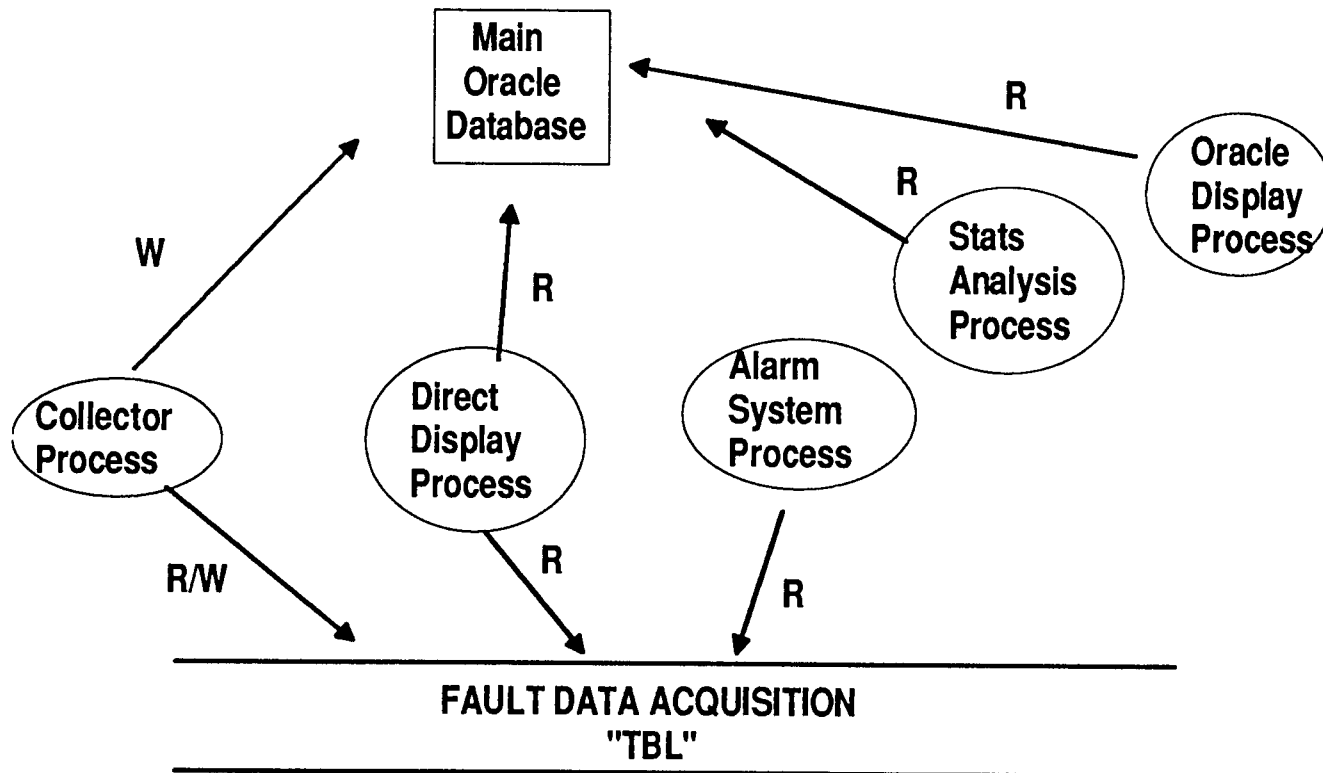 Main
Oracle
Database
R
Oracle
Display
Process
R
Stats
Analysis
Process
W
R
Collector
Process
Direct
Display
Process
Alarm
System
Process
R/W
R
R
FAULT DATA ACQUISITION
"TBL"